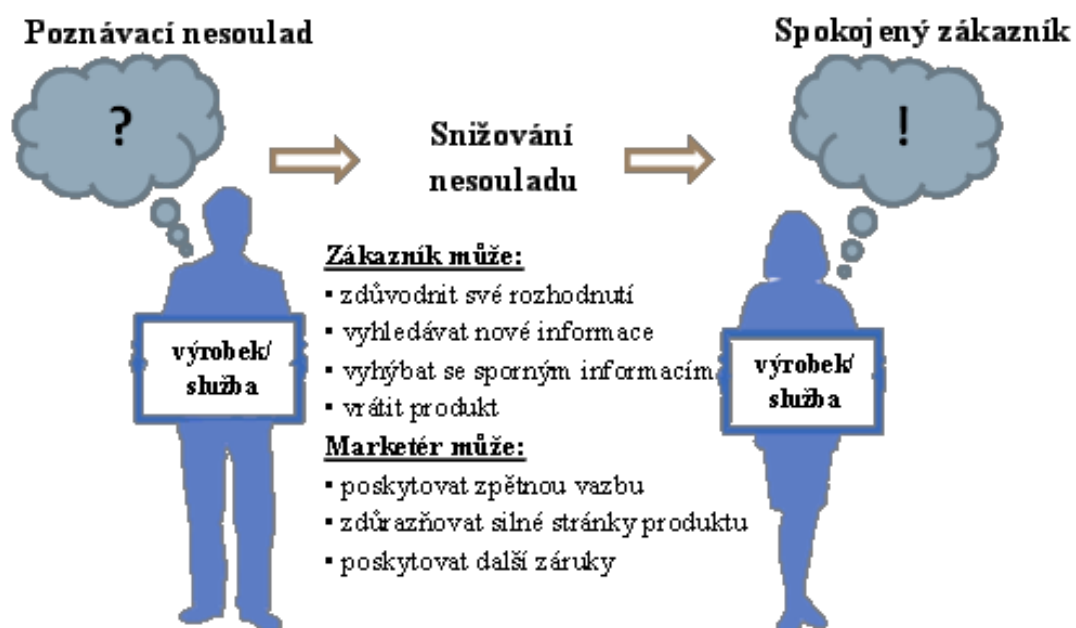 Poznávací nesoulad
Spokojený zákazník
?
!
Snižování
nesouladu
Zákazník může:
▪ zdůvodnit své rozhodnutí
▪ vyhledávat nové informace
▪ vyhýbat se sporným informacím
▪ vrátit produkt
Marketér může:
▪ poskytovat zpětnou vazbu
▪ zdůrazňovat silné stránky produktu
▪ poskytovat další záruky
výrobek/
služba
výrobek/
služba